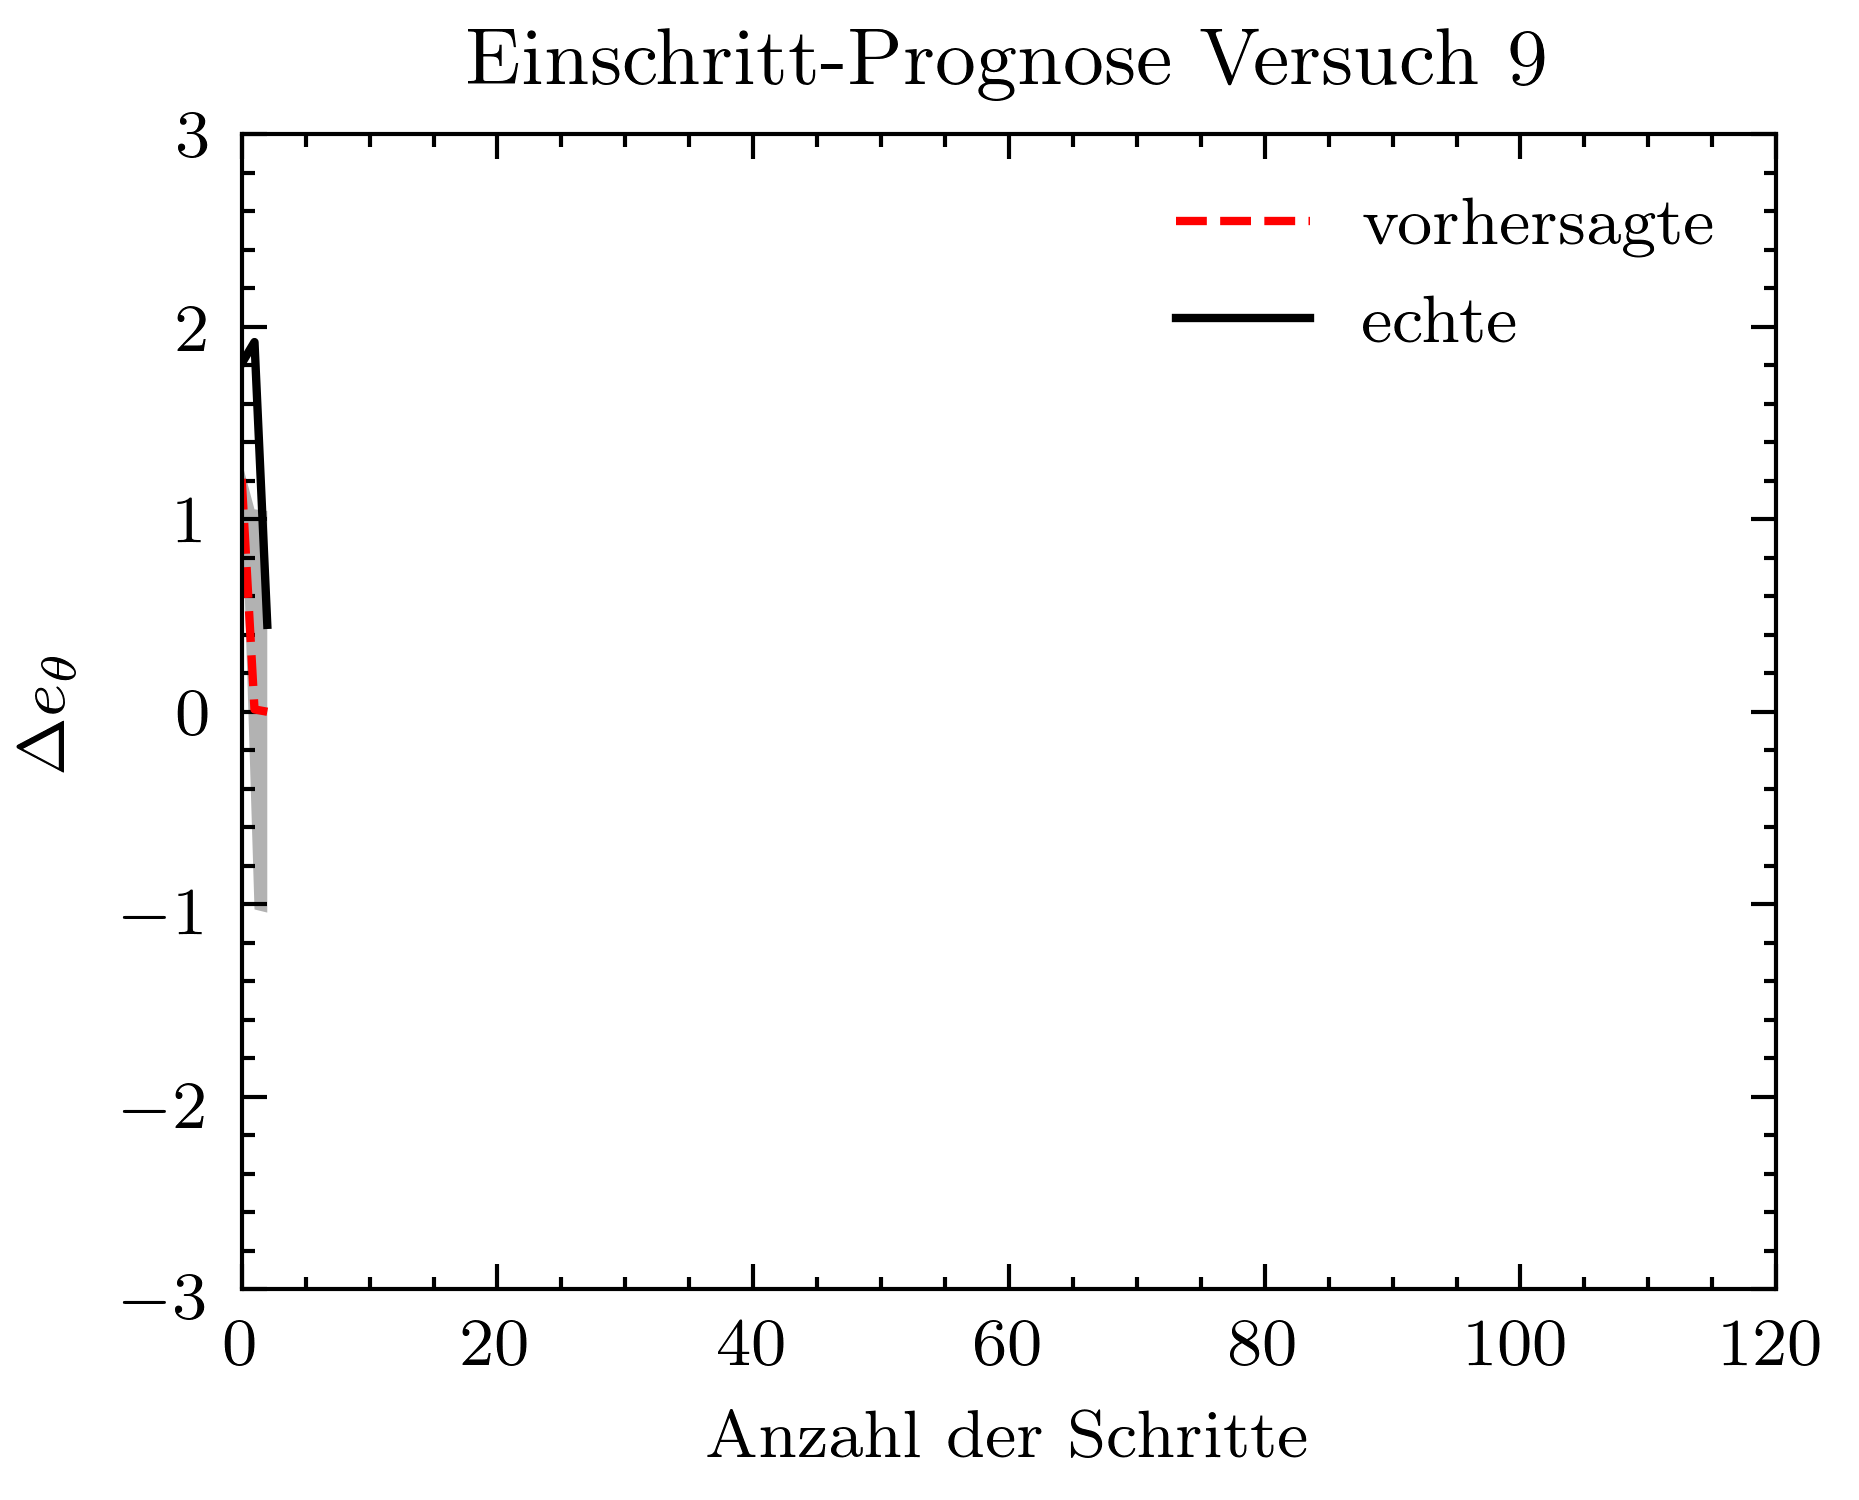 Einschritt-Prognose Versuch 9
3
2
1
0
−1
−2
−3
Δe_θ
vorhersagte
echte
0 20 40 60 80 100 120
Anzahl der Schritte